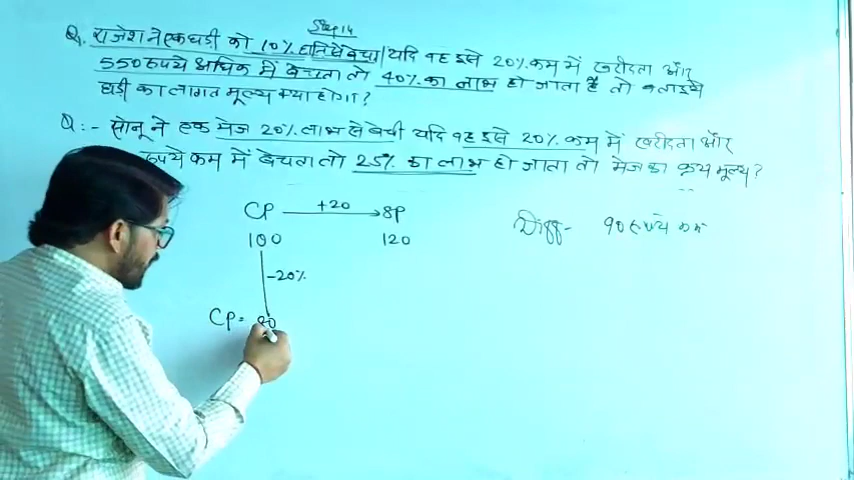 Step 14
Q. राजेश ने एक घड़ी को 10% हानि से बेचा| यदि वह इसे 20% कम में खरीदता और
550 रुपये अधिक में बेचता तो 40% का लाभ हो जाता है तो बताइये
घड़ी का लागत मूल्य क्या होगा?
Q:- सोनू ने एक मेज 20% लाभ से बेची यदि वह इसे 20% कम में खरीदता और
रुपये कम में बेचता तो 25% का लाभ हो जाता तो मेज का क्रय मूल्य?
CP +20 SP
100 120
Diff- 90 रुपये कम
-20%
CP=